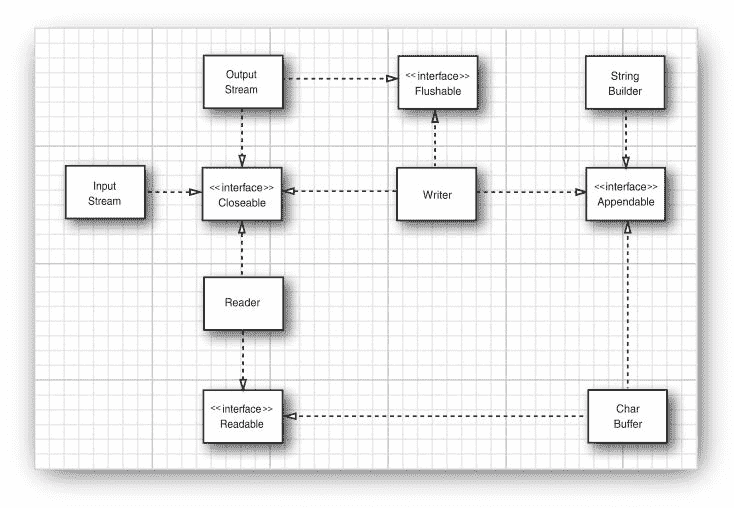 Output
Stream
<<interface>>
Flushable
String
Builder
Input
Stream
<<interface>>
Closeable
Writer
<<interface>>
Appendable
Reader
<<interface>>
Readable
Char
Buffer